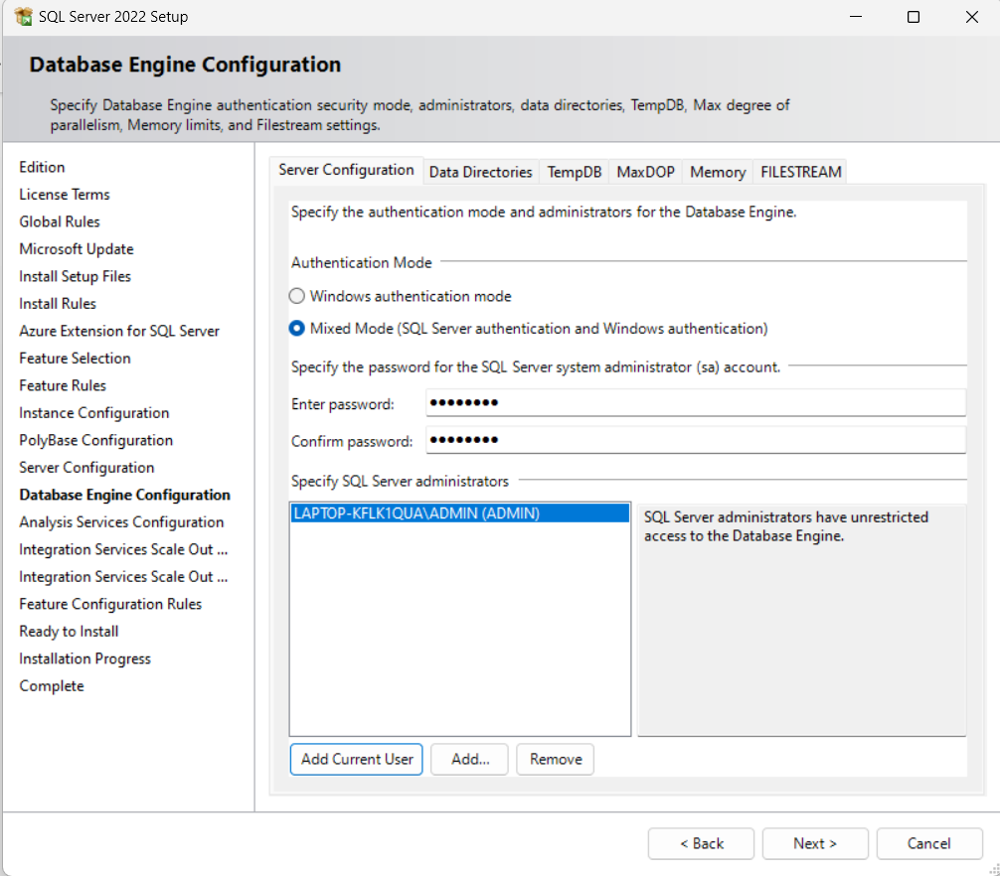 SQL Server 2022 Setup
Database Engine Configuration
Specify Database Engine authentication security mode, administrators, data directories, TempDB, Max degree of
parallelism, Memory limits, and Filestream settings.
Edition
License Terms
Global Rules
Microsoft Update
Install Setup Files
Install Rules
Azure Extension for SQL Server
Feature Selection
Feature Rules
Instance Configuration
PolyBase Configuration
Server Configuration
Database Engine Configuration
Analysis Services Configuration
Integration Services Scale Out ...
Integration Services Scale Out ...
Feature Configuration Rules
Ready to Install
Installation Progress
Complete
Server Configuration Data Directories TempDB MaxDOP Memory FILESTREAM
Specify the authentication mode and administrators for the Database Engine.
Authentication Mode
Windows authentication mode
Mixed Mode (SQL Server authentication and Windows authentication)
Specify the password for the SQL Server system administrator (sa) account.
Enter password: ●●●●●●●●
Confirm password: ●●●●●●●●
Specify SQL Server administrators
LAPTOP-KFLK1QUA\ADMIN (ADMIN)
SQL Server administrators have unrestricted
access to the Database Engine.
Add Current User Add... Remove
< Back Next > Cancel